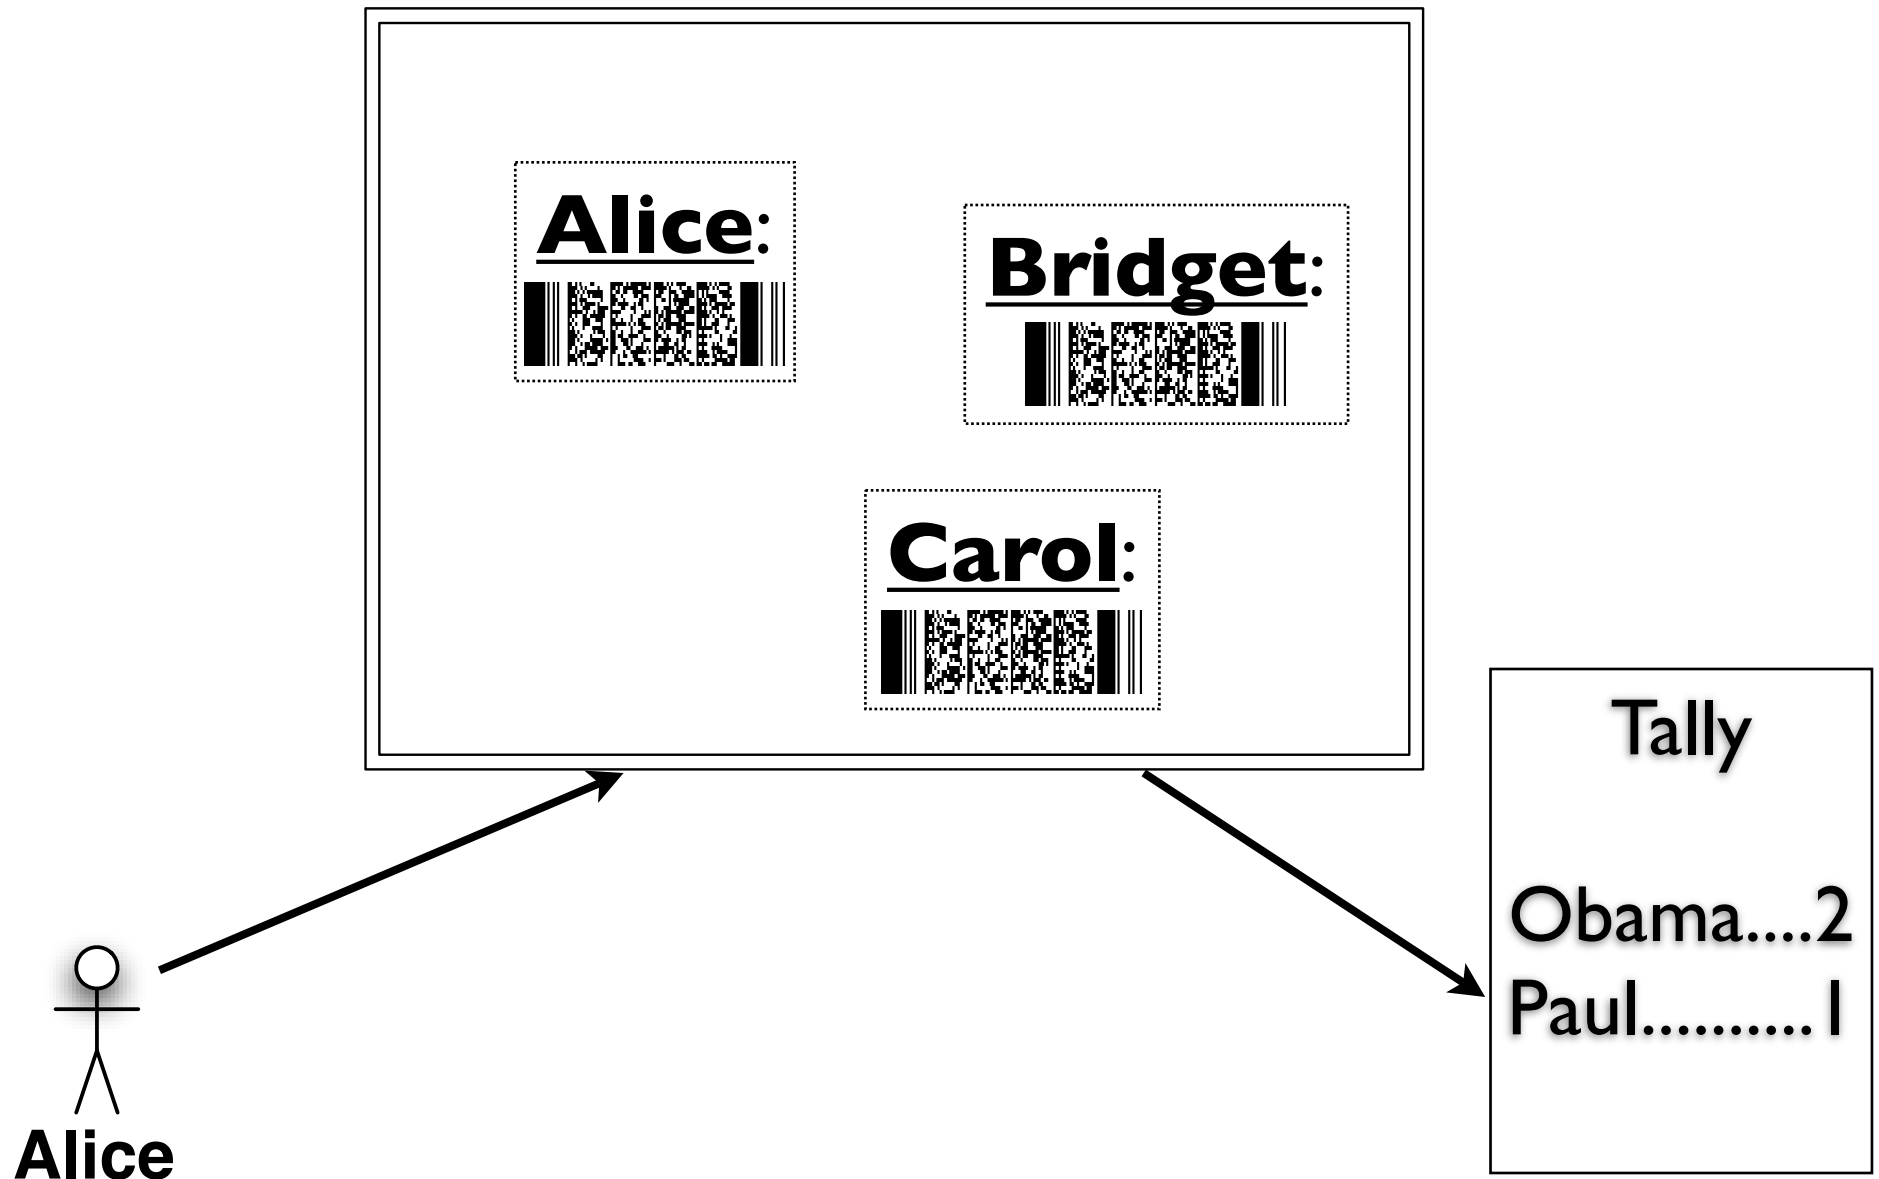 Alice:
Bridget:
Carol:
Tally
Obama....2
Paul..........1
Alice